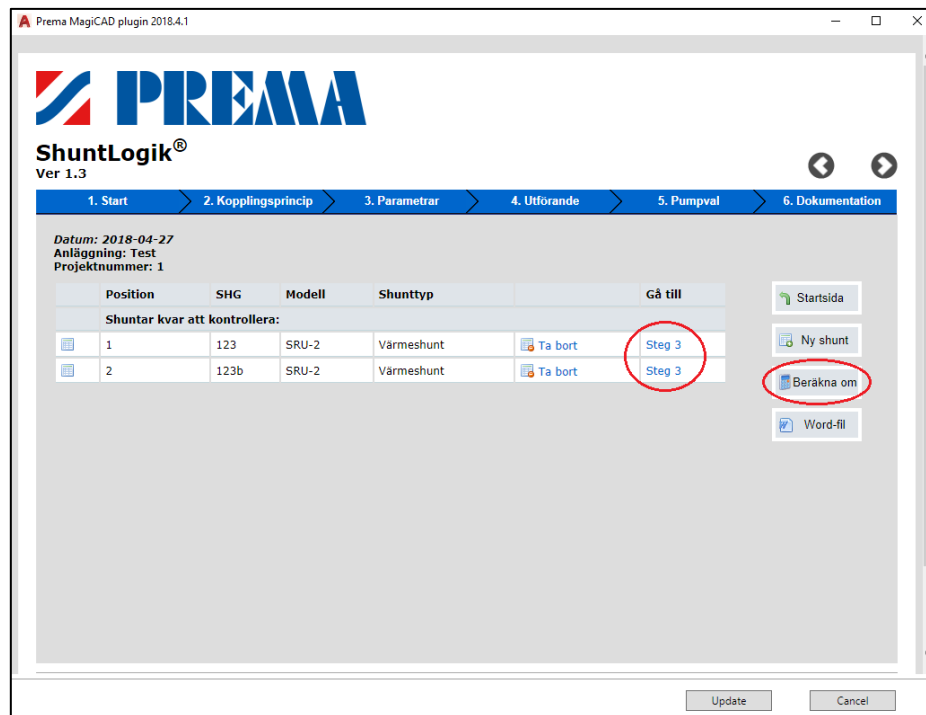 Prema MagiCAD plugin 2018.4.1
PREMA
ShuntLogik®
Ver 1.3
1. Start 2. Kopplingsprincip 3. Parametrar 4. Utförande 5. Pumpval 6. Dokumentation
Datum: 2018-04-27
Anläggning: Test
Projektnummer: 1
Position SHG Modell Shunttyp Gå till
Shuntar kvar att kontrollera:
1 123 SRU-2 Värmeshunt Ta bort Steg 3
2 123b SRU-2 Värmeshunt Ta bort Steg 3
Startsida
Ny shunt
Beräkna om
Word-fil
Update Cancel